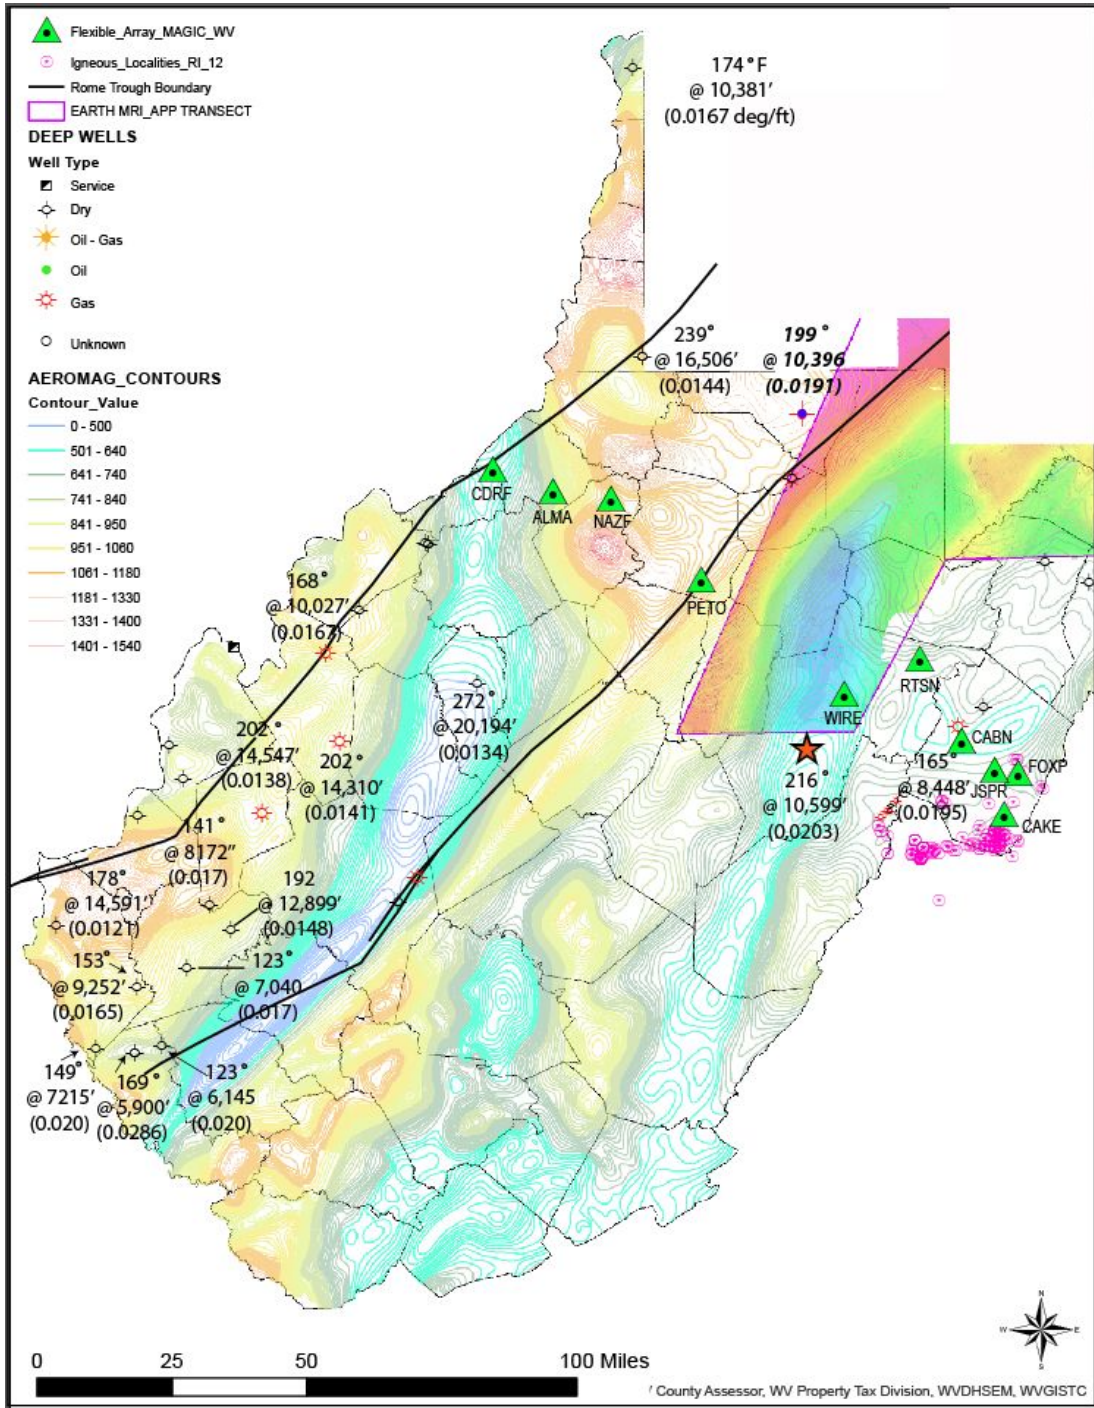 Flexible_Array_MAGIC_WV
Igneous_Localities_RI_12
Rome Trough Boundary
EARTH MRI_APP TRANSECT
DEEP WELLS
Well Type
Service
Dry
Oil - Gas
Oil
Gas
Unknown
AEROMAG_CONTOURS
Contour_Value
0 - 500
501 - 640
641 - 740
741 - 840
841 - 950
951 - 1060
1061 - 1180
1181 - 1330
1331 - 1400
1401 - 1540
174°F
@ 10,381'
(0.0167 deg/ft)
239°
@ 16,506'
(0.0144)
199°
@ 10,396
(0.0191)
CDRF
ALMA
NAZF
PETO
168°
@ 10,027'
(0.0167)
RTSN
WIRE
CABN
FOXP
JSPR
CAKE
272°
@ 20,194'
(0.0134)
202°
@ 14,547'
(0.0138)
202°
@ 14,310'
(0.0141)
216°
@ 10,599'
(0.0203)
165°
@ 8,448'
(0.0195)
141°
@ 8172"
(0.017)
178°
@ 14,591'
(0.0121)
192
@ 12,899'
(0.0148)
153°
@ 9,252'
(0.0165)
123°
@ 7,040
(0.017)
149°
@ 7215'
(0.020)
169°
@ 5,900'
(0.0286)
123°
@ 6,145
(0.020)
N
W
E
S
0 25 50 100 Miles
/ County Assessor, WV Property Tax Division, WVDHSEM, WVGISTC